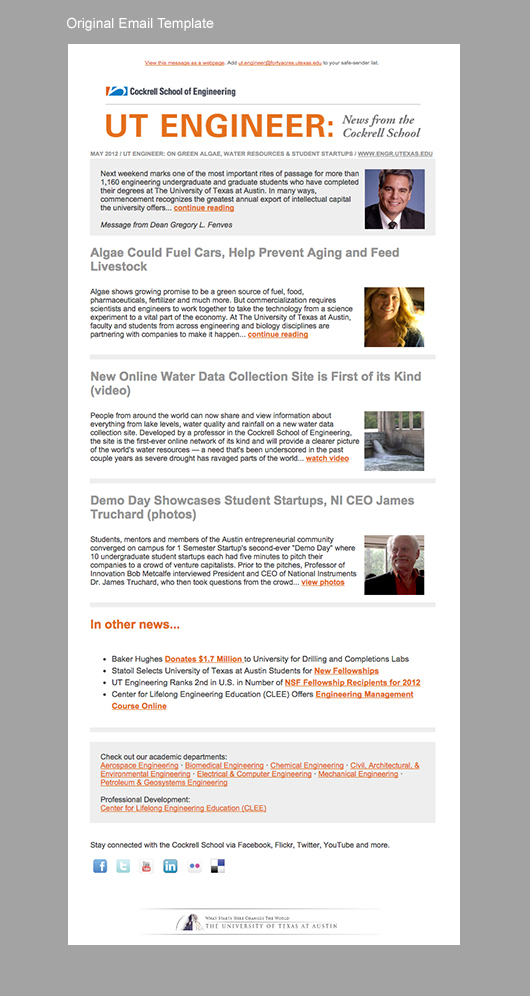 Original Email Template
View this message as a webpage. Add ut.engineer@fortyacres.utexas.edu to your safe-sender list.
Cockrell School of Engineering
UT ENGINEER: News from the
Cockrell School
MAY 2012 / UT ENGINEER: ON GREEN ALGAE, WATER RESOURCES & STUDENT STARTUPS / WWW.ENGR.UTEXAS.EDU
Next weekend marks one of the most important rites of passage for more than
1,160 engineering undergraduate and graduate students who have completed
their degrees at The University of Texas at Austin. In many ways,
commencement recognizes the greatest annual export of intellectual capital
the university offers... continue reading
Message from Dean Gregory L. Fenves
Algae Could Fuel Cars, Help Prevent Aging and Feed
Livestock
Algae shows growing promise to be a green source of fuel, food,
pharmaceuticals, fertilizer and much more. But commercialization requires
scientists and engineers to work together to take the technology from a science
experiment to a vital part of the economy. At The University of Texas at Austin,
faculty and students from across engineering and biology disciplines are
partnering with companies to make it happen... continue reading
New Online Water Data Collection Site is First of its Kind
(video)
People from around the world can now share and view information about
everything from lake levels, water quality and rainfall on a new water data
collection site. Developed by a professor in the Cockrell School of Engineering,
the site is the first-ever online network of its kind and will provide a clearer picture
of the world's water resources — a need that's been underscored in the past
couple years as severe drought has ravaged parts of the world... watch video
Demo Day Showcases Student Startups, NI CEO James
Truchard (photos)
Students, mentors and members of the Austin entrepreneurial community
converged on campus for 1 Semester Startup's second-ever "Demo Day" where
10 undergraduate student startups each had five minutes to pitch their
companies to a crowd of venture capitalists. Prior to the pitches, Professor of
Innovation Bob Metcalfe interviewed President and CEO of National Instruments
Dr. James Truchard, who then took questions from the crowd... view photos
In other news...
• Baker Hughes Donates $1.7 Million to University for Drilling and Completions Labs
• Statoil Selects University of Texas at Austin Students for New Fellowships
• UT Engineering Ranks 2nd in U.S. in Number of NSF Fellowship Recipients for 2012
• Center for Lifelong Engineering Education (CLEE) Offers Engineering Management
Course Online
Check out our academic departments:
Aerospace Engineering · Biomedical Engineering · Chemical Engineering · Civil, Architectural, &
Environmental Engineering · Electrical & Computer Engineering · Mechanical Engineering ·
Petroleum & Geosystems Engineering
Professional Development:
Center for Lifelong Engineering Education (CLEE)
Stay connected with the Cockrell School via Facebook, Flickr, Twitter, YouTube and more.
f t You Tube in
WHAT STARTS HERE CHANGES THE WORLD
THE UNIVERSITY OF TEXAS AT AUSTIN